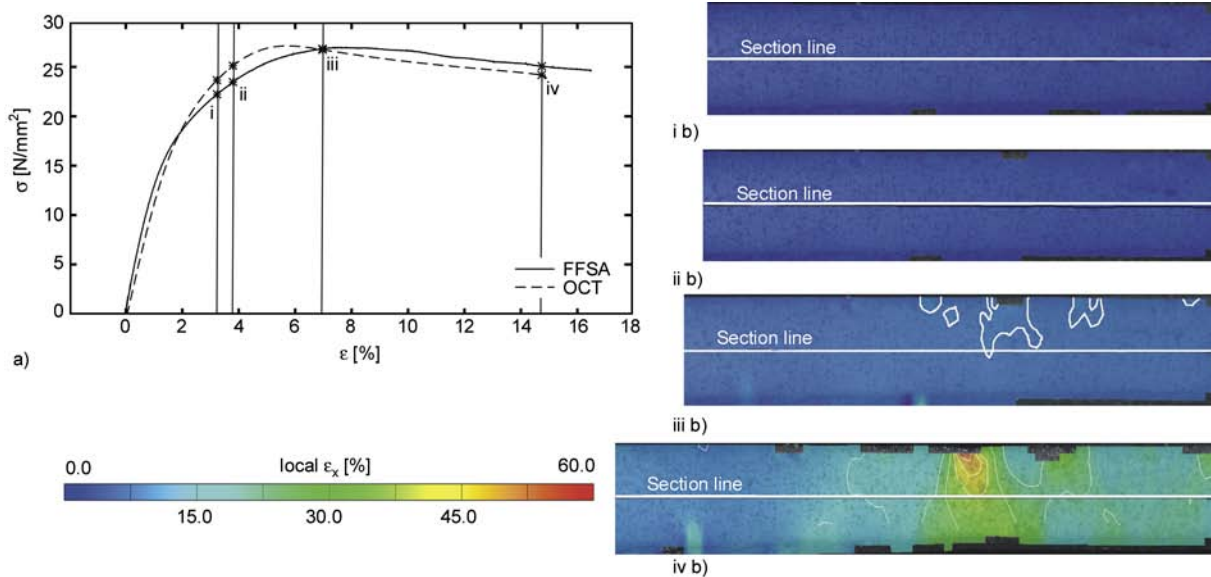 30
25
20
15
10
5
0
σ [N/mm²]
i
ii
iii
iv
FFSA
OCT
0 2 4 6 8 10 12 14 16 18
ε [%]
a)
0.0 local εx [%] 60.0
15.0 30.0 45.0
Section line
i b)
Section line
ii b)
Section line
iii b)
Section line
iv b)